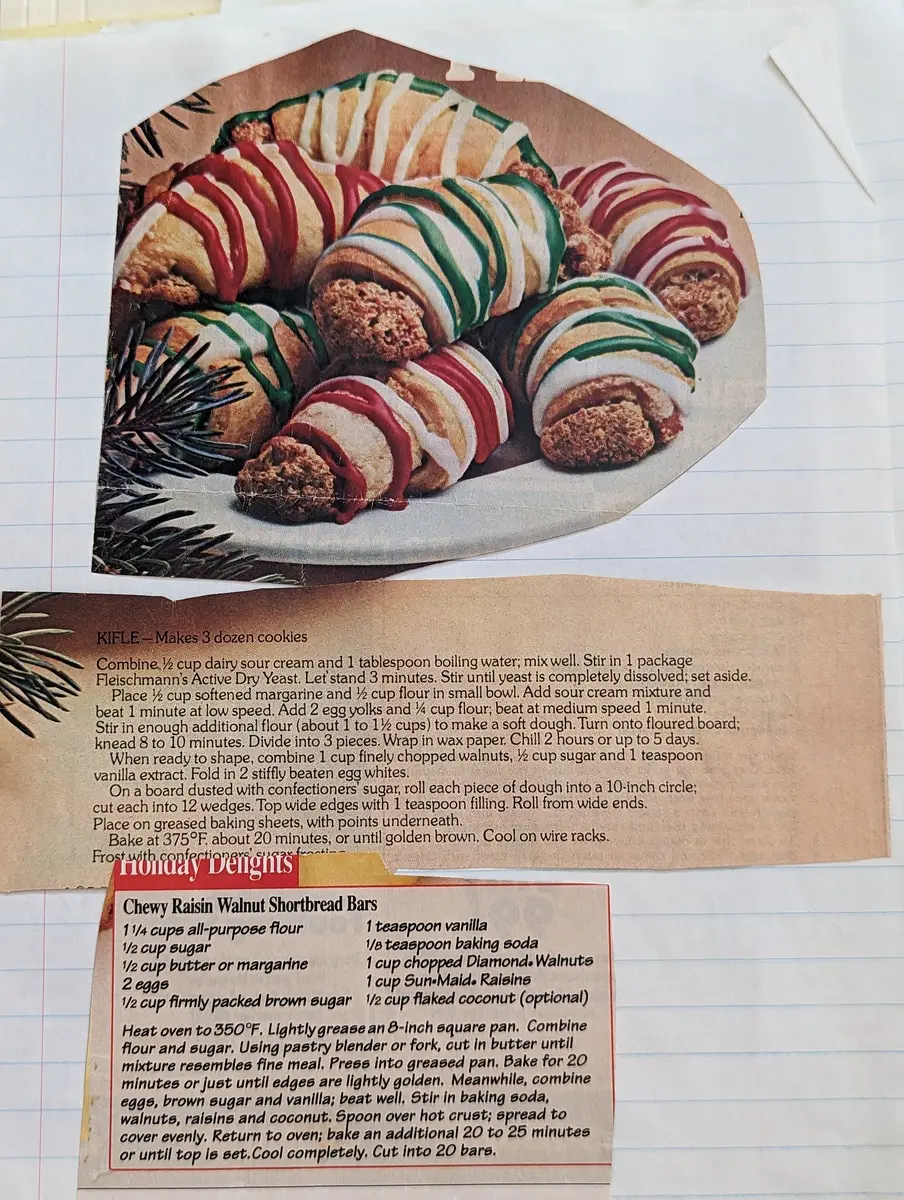 KIFLE—Makes 3 dozen cookies
Combine ½ cup dairy sour cream and 1 tablespoon boiling water; mix well. Stir in 1 package
Fleischmann's Active Dry Yeast. Let stand 3 minutes. Stir until yeast is completely dissolved; set aside.
Place ½ cup softened margarine and ½ cup flour in small bowl. Add sour cream mixture and
beat 1 minute at low speed. Add 2 egg yolks and ¼ cup flour; beat at medium speed 1 minute.
Stir in enough additional flour (about 1 to 1½ cups) to make a soft dough. Turn onto floured board;
knead 8 to 10 minutes. Divide into 3 pieces. Wrap in wax paper. Chill 2 hours or up to 5 days.
When ready to shape, combine 1 cup finely chopped walnuts, ½ cup sugar and 1 teaspoon
vanilla extract. Fold in 2 stiffly beaten egg whites.
On a board dusted with confectioners' sugar, roll each piece of dough into a 10-inch circle;
cut each into 12 wedges. Top wide edges with 1 teaspoon filling. Roll from wide ends.
Place on greased baking sheets, with points underneath.
Bake at 375°F. about 20 minutes, or until golden brown. Cool on wire racks.
Frost with confectioners' sugar frosting
Holiday Delights
Chewy Raisin Walnut Shortbread Bars
1 1/4 cups all-purpose flour
1/2 cup sugar
1/2 cup butter or margarine
2 eggs
1/2 cup firmly packed brown sugar
1 teaspoon vanilla
1/8 teaspoon baking soda
1 cup chopped Diamond® Walnuts
1 cup Sun•Maid® Raisins
1/2 cup flaked coconut (optional)
Heat oven to 350°F. Lightly grease an 8-inch square pan. Combine
flour and sugar. Using pastry blender or fork, cut in butter until
mixture resembles fine meal. Press into greased pan. Bake for 20
minutes or just until edges are lightly golden. Meanwhile, combine
eggs, brown sugar and vanilla; beat well. Stir in baking soda,
walnuts, raisins and coconut. Spoon over hot crust; spread to
cover evenly. Return to oven; bake an additional 20 to 25 minutes
or until top is set. Cool completely. Cut into 20 bars.